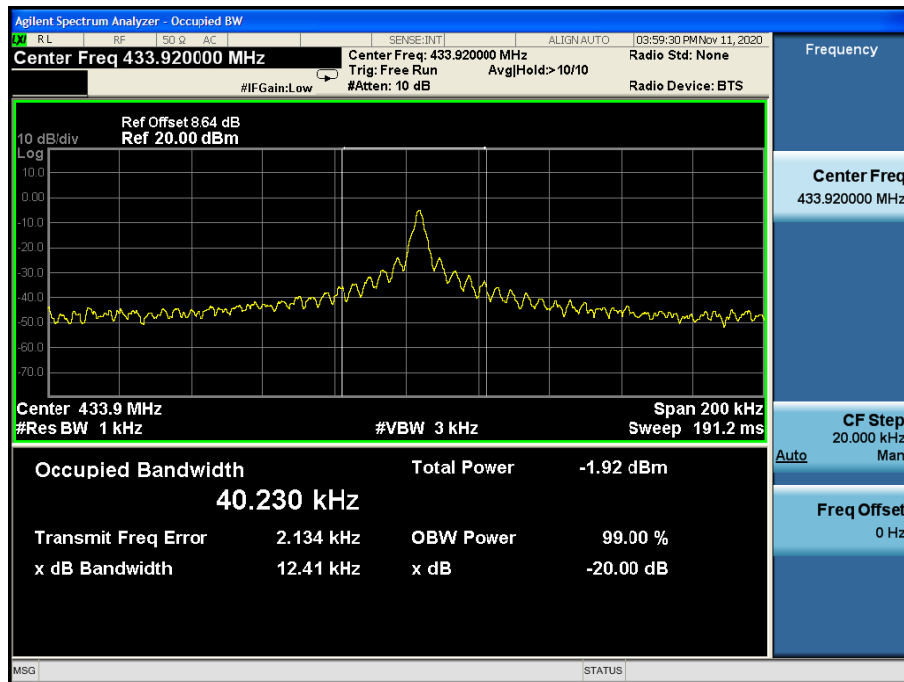 Agilent Spectrum Analyzer - Occupied BW
LXI RL RF 50 Ω AC SENSE:INT ALIGN AUTO 03:59:30 PM Nov 11, 2020
Center Freq 433.920000 MHz
Center Freq: 433.920000 MHz
Radio Std: None
Trig: Free Run Avg|Hold:>10/10
#IFGain:Low
#Atten: 10 dB
Radio Device: BTS
Ref Offset 8.64 dB
10 dB/div Ref 20.00 dBm
Log
10.0
0.00
-10.0
-20.0
-30.0
-40.0
-50.0
-60.0
-70.0
Center 433.9 MHz Span 200 kHz
#Res BW 1 kHz #VBW 3 kHz Sweep 191.2 ms
Occupied Bandwidth Total Power -1.92 dBm
40.230 kHz
Transmit Freq Error 2.134 kHz OBW Power 99.00 %
x dB Bandwidth 12.41 kHz x dB -20.00 dB
Frequency
Center Freq
433.920000 MHz
CF Step
20.000 kHz
Auto Man
Freq Offset
0 Hz
MSG STATUS